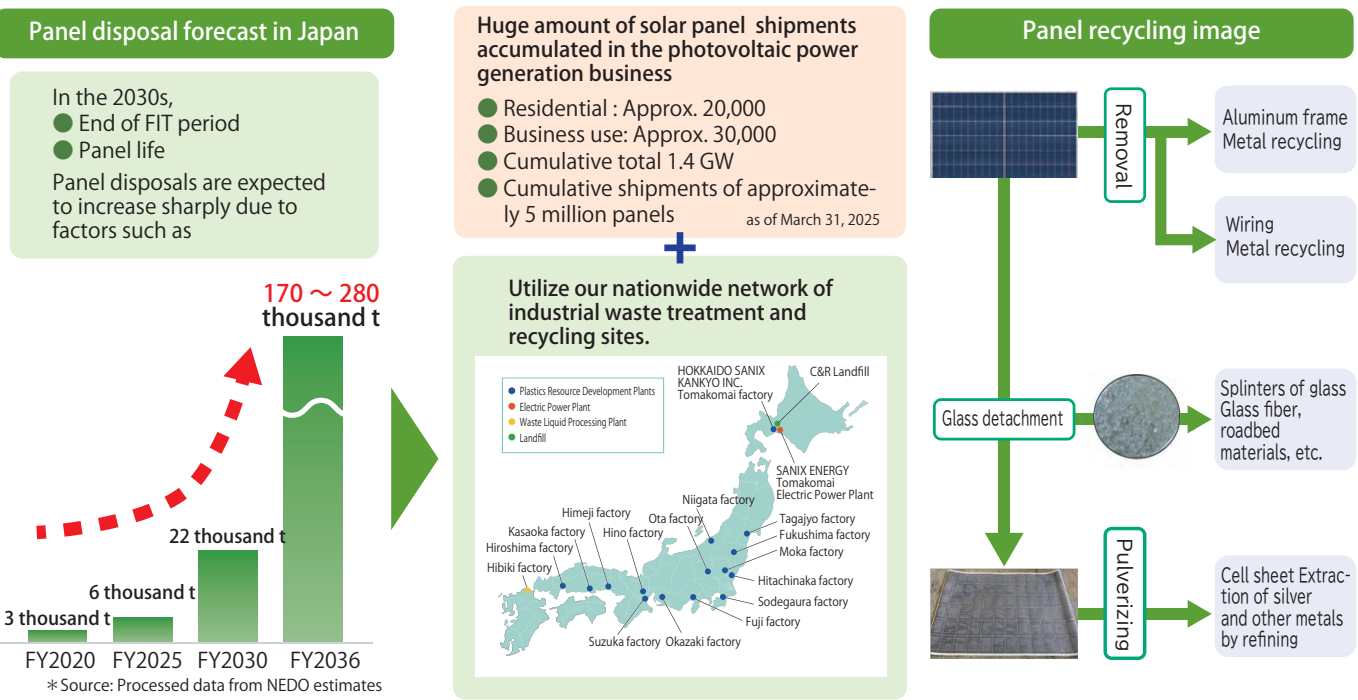 Panel disposal forecast in Japan
In the 2030s,
● End of FIT period
● Panel life
Panel disposals are expected
to increase sharply due to
factors such as
170 ～ 280
thousand t
22 thousand t
6 thousand t
3 thousand t
FY2020
FY2025
FY2030
FY2036
＊Source: Processed data from NEDO estimates
Huge amount of solar panel shipments
accumulated in the photovoltaic power
generation business
● Residential : Approx. 20,000
● Business use: Approx. 30,000
● Cumulative total 1.4 GW
● Cumulative shipments of approximate-
ly 5 million panels
as of March 31, 2025
+
Utilize our nationwide network of
industrial waste treatment and
recycling sites.
● Plastics Resource Development Plants
● Electric Power Plant
● Waste Liquid Processing Plant
● Landfill
HOKKAIDO SANIX
KANKYO INC.
Tomakomai factory
C&R Landfill
SANIX ENERGY
Tomakomai
Electric Power Plant
Niigata factory
Himeji factory
Ota factory
Tagajyo factory
Kasaoka factory
Hino factory
Fukushima factory
Hiroshima factory
Moka factory
Hibiki factory
Hitachinaka factory
Sodegaura factory
Fuji factory
Suzuka factory
Okazaki factory
Panel recycling image
Removal
Aluminum frame
Metal recycling
Wiring
Metal recycling
Glass detachment
Splinters of glass
Glass fiber,
roadbed
materials, etc.
Pulverizing
Cell sheet Extrac-
tion of silver
and other metals
by refining